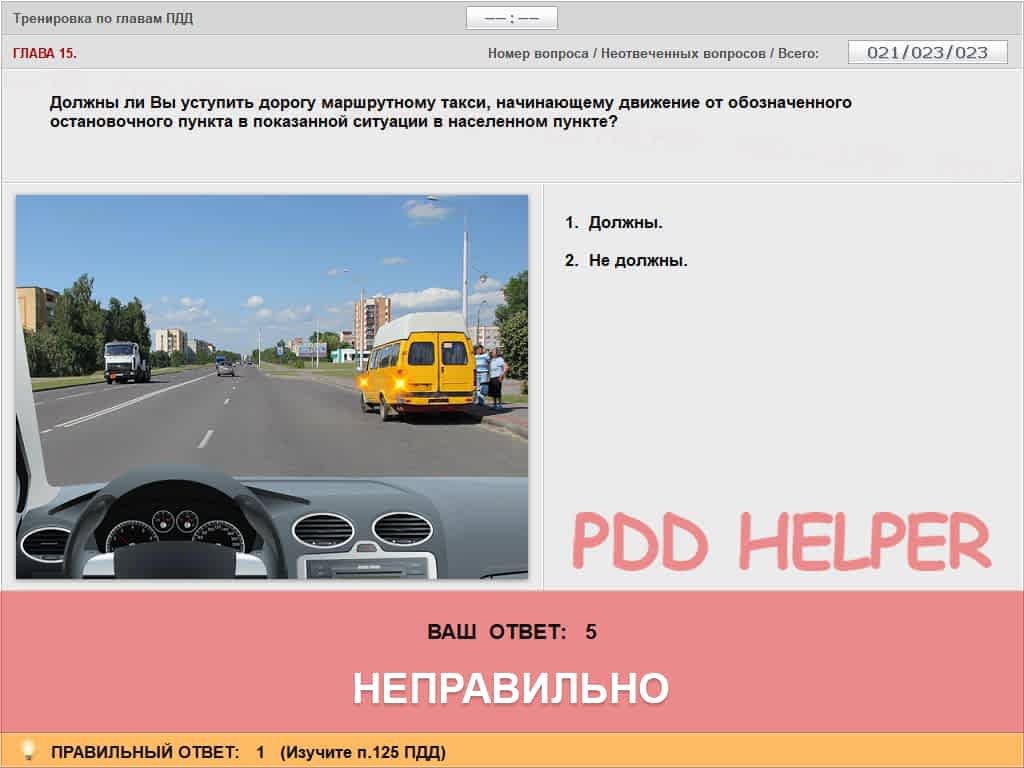 Тренировка по главам ПДД
—— : ——
ГЛАВА 15.
Номер вопроса / Неотвеченных вопросов / Всего: 021/023/023
Должны ли Вы уступить дорогу маршрутному такси, начинающему движение от обозначенного
остановочного пункта в показанной ситуации в населенном пункте?
1. Должны.
2. Не должны.
PDD HELPER
ВАШ ОТВЕТ: 5
НЕПРАВИЛЬНО
ПРАВИЛЬНЫЙ ОТВЕТ: 1 (Изучите п.125 ПДД)